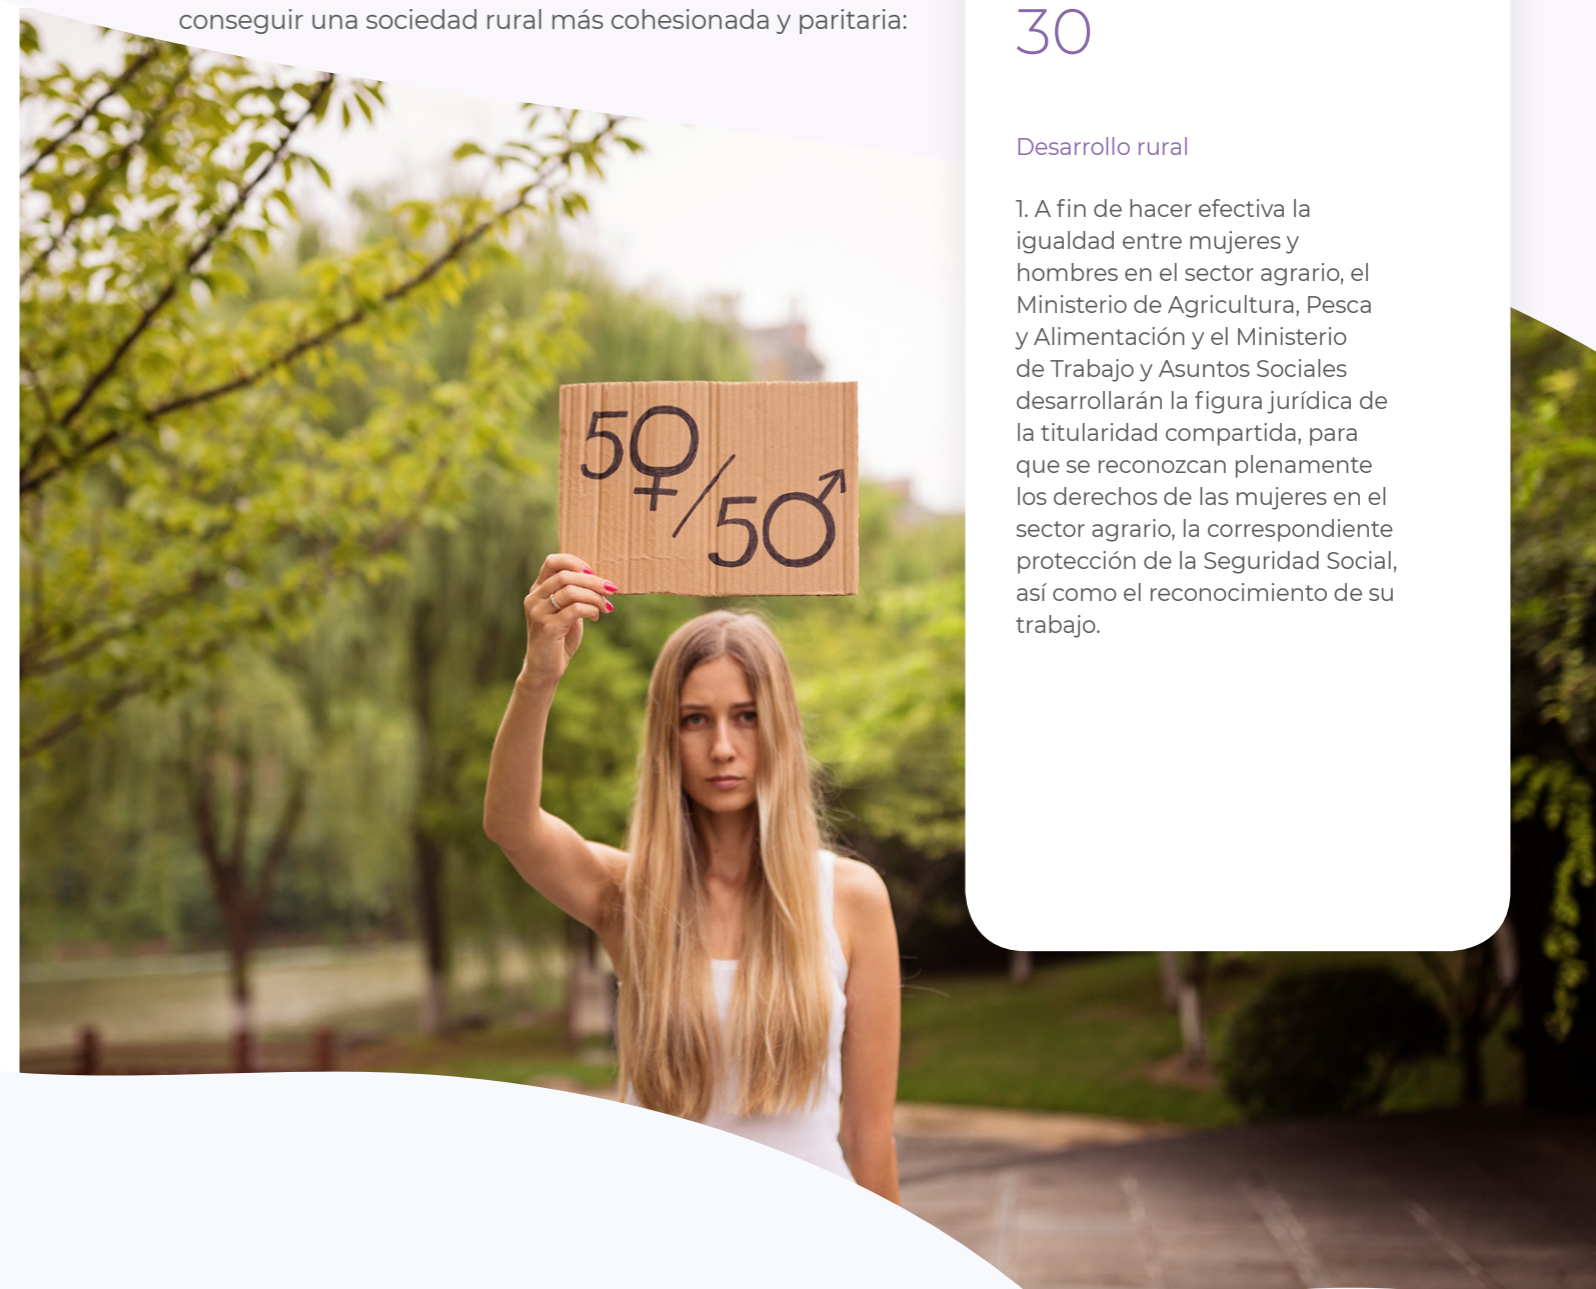 conseguir una sociedad rural más cohesionada y paritaria:
50/50
30
Desarrollo rural
1. A fin de hacer efectiva la
igualdad entre mujeres y
hombres en el sector agrario, el
Ministerio de Agricultura, Pesca
y Alimentación y el Ministerio
de Trabajo y Asuntos Sociales
desarrollarán la figura jurídica de
la titularidad compartida, para
que se reconozcan plenamente
los derechos de las mujeres en el
sector agrario, la correspondiente
protección de la Seguridad Social,
así como el reconocimiento de su
trabajo.